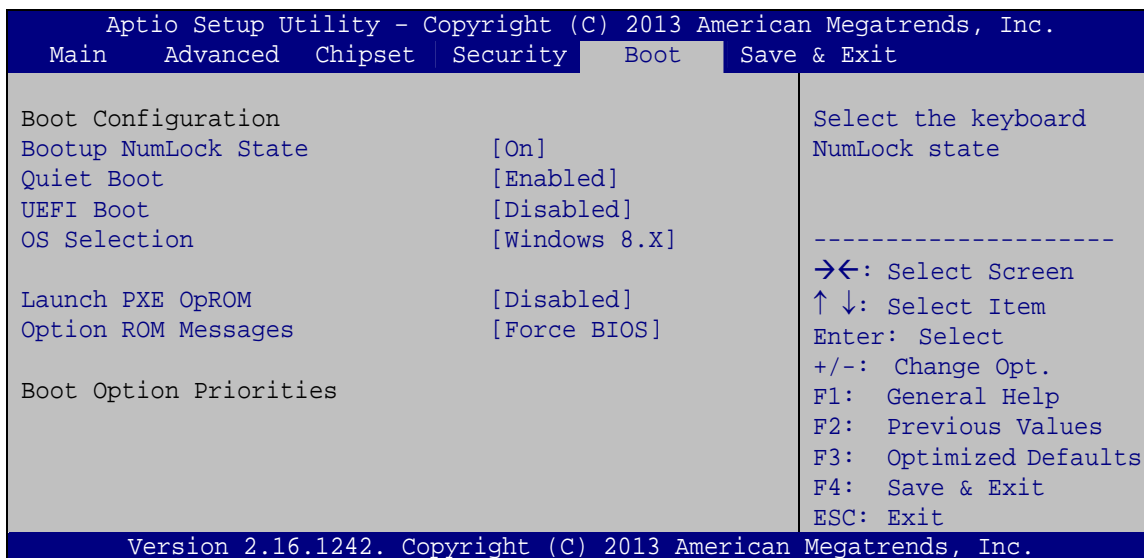 Aptio Setup Utility – Copyright (C) 2013 American Megatrends, Inc.
Main Advanced Chipset Security Boot Save & Exit
Boot Configuration
Bootup NumLock State [On]
Quiet Boot [Enabled]
UEFI Boot [Disabled]
OS Selection [Windows 8.X]
Launch PXE OpROM [Disabled]
Option ROM Messages [Force BIOS]
Boot Option Priorities
Select the keyboard
NumLock state
---------------------
→←: Select Screen
↑ ↓: Select Item
Enter: Select
+/-: Change Opt.
F1: General Help
F2: Previous Values
F3: Optimized Defaults
F4: Save & Exit
ESC: Exit
Version 2.16.1242. Copyright (C) 2013 American Megatrends, Inc.